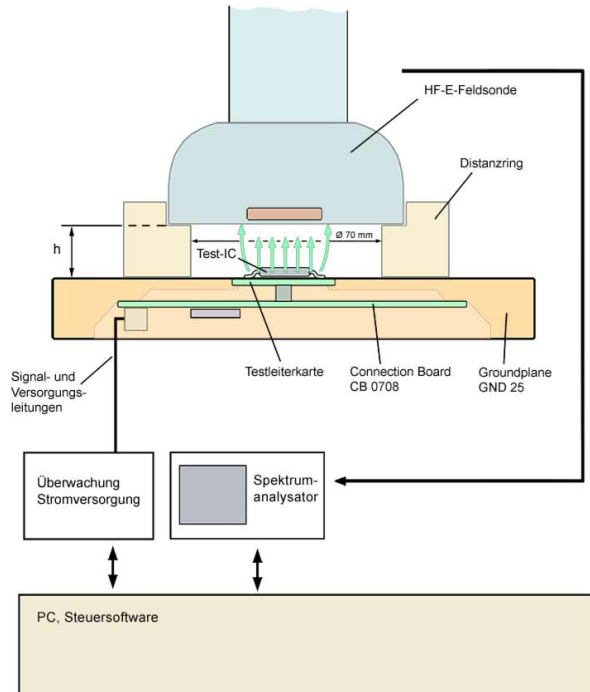 HF-E-Feldsonde
Distanzring
h
Ø 70 mm
Test-IC
Signal- und
Versorgungs-
leitungen
Testleiterkarte
Connection Board
CB 0708
Groundplane
GND 25
Überwachung
Stromversorgung
Spektrum-
analysator
PC, Steuersoftware